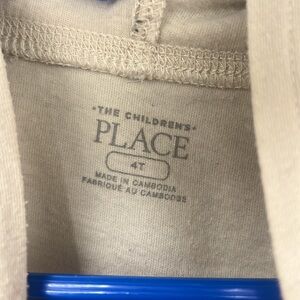 •THE CHILDREN'S•
PLACE
4T
MADE IN CAMBODIA
FABRIQUÉ AU CAMBODGE